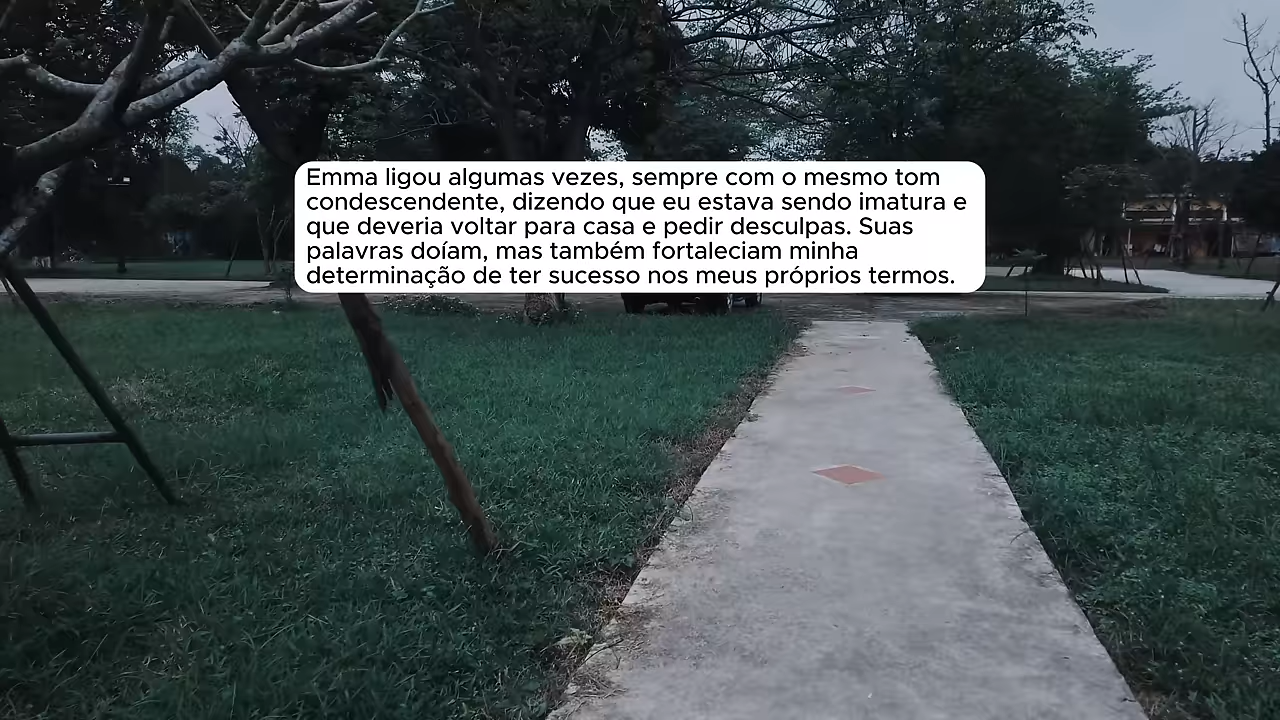 Emma ligou algumas vezes, sempre com o mesmo tom
condescendente, dizendo que eu estava sendo imatura e
que deveria voltar para casa e pedir desculpas. Suas
palavras doíam, mas também fortaleciam minha
determinação de ter sucesso nos meus próprios termos.